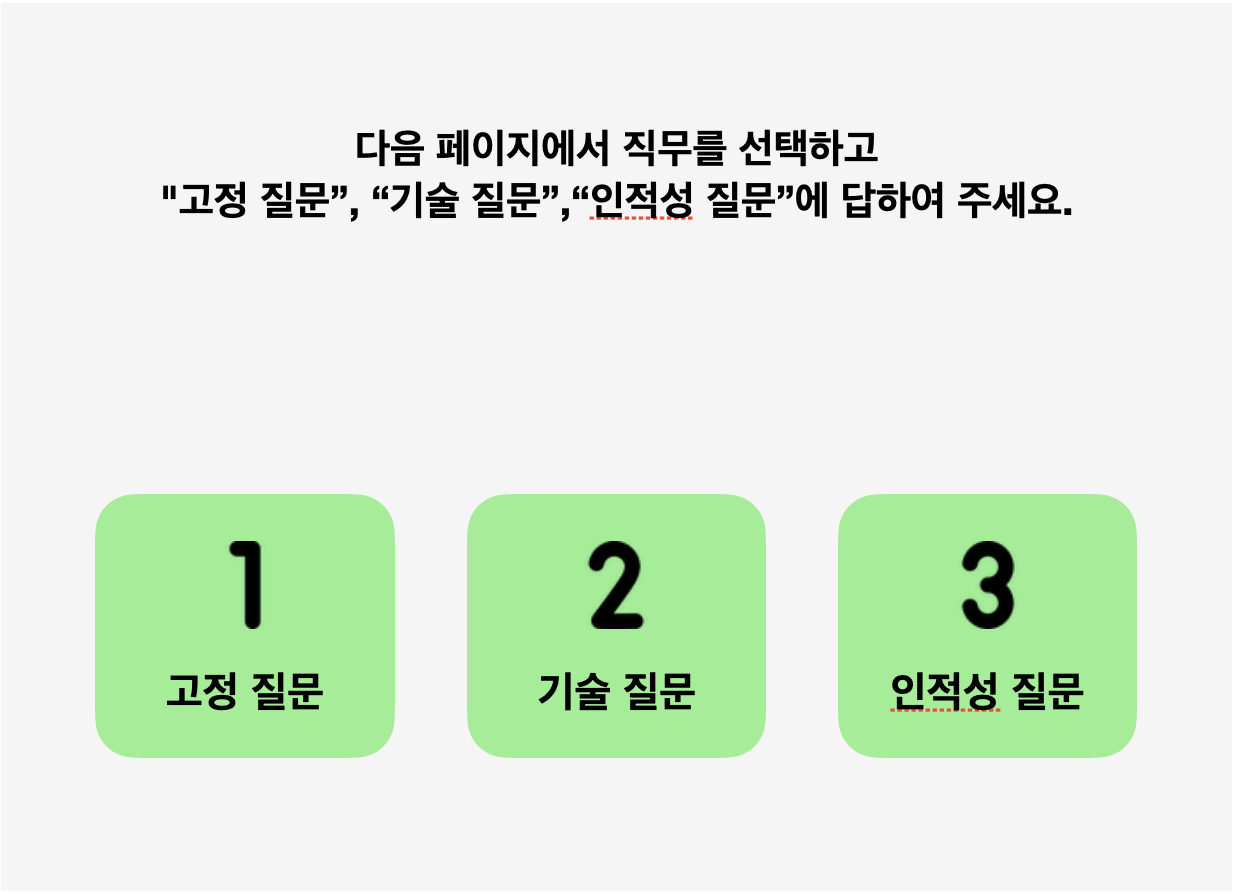 다음 페이지에서 직무를 선택하고
"고정 질문”, “기술 질문”,“인적성 질문”에 답하여 주세요.
1
2
3
고정 질문
기술 질문
인적성 질문